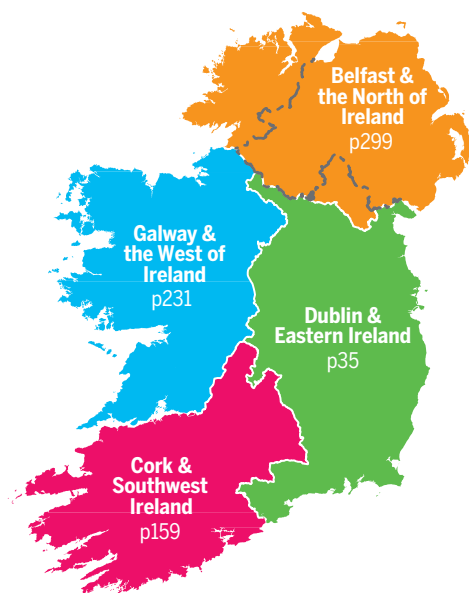 Belfast &
the North of
Ireland
p299
Galway &
the West of
Ireland
p231
Dublin &
Eastern Ireland
p35
Cork &
Southwest
Ireland
p159